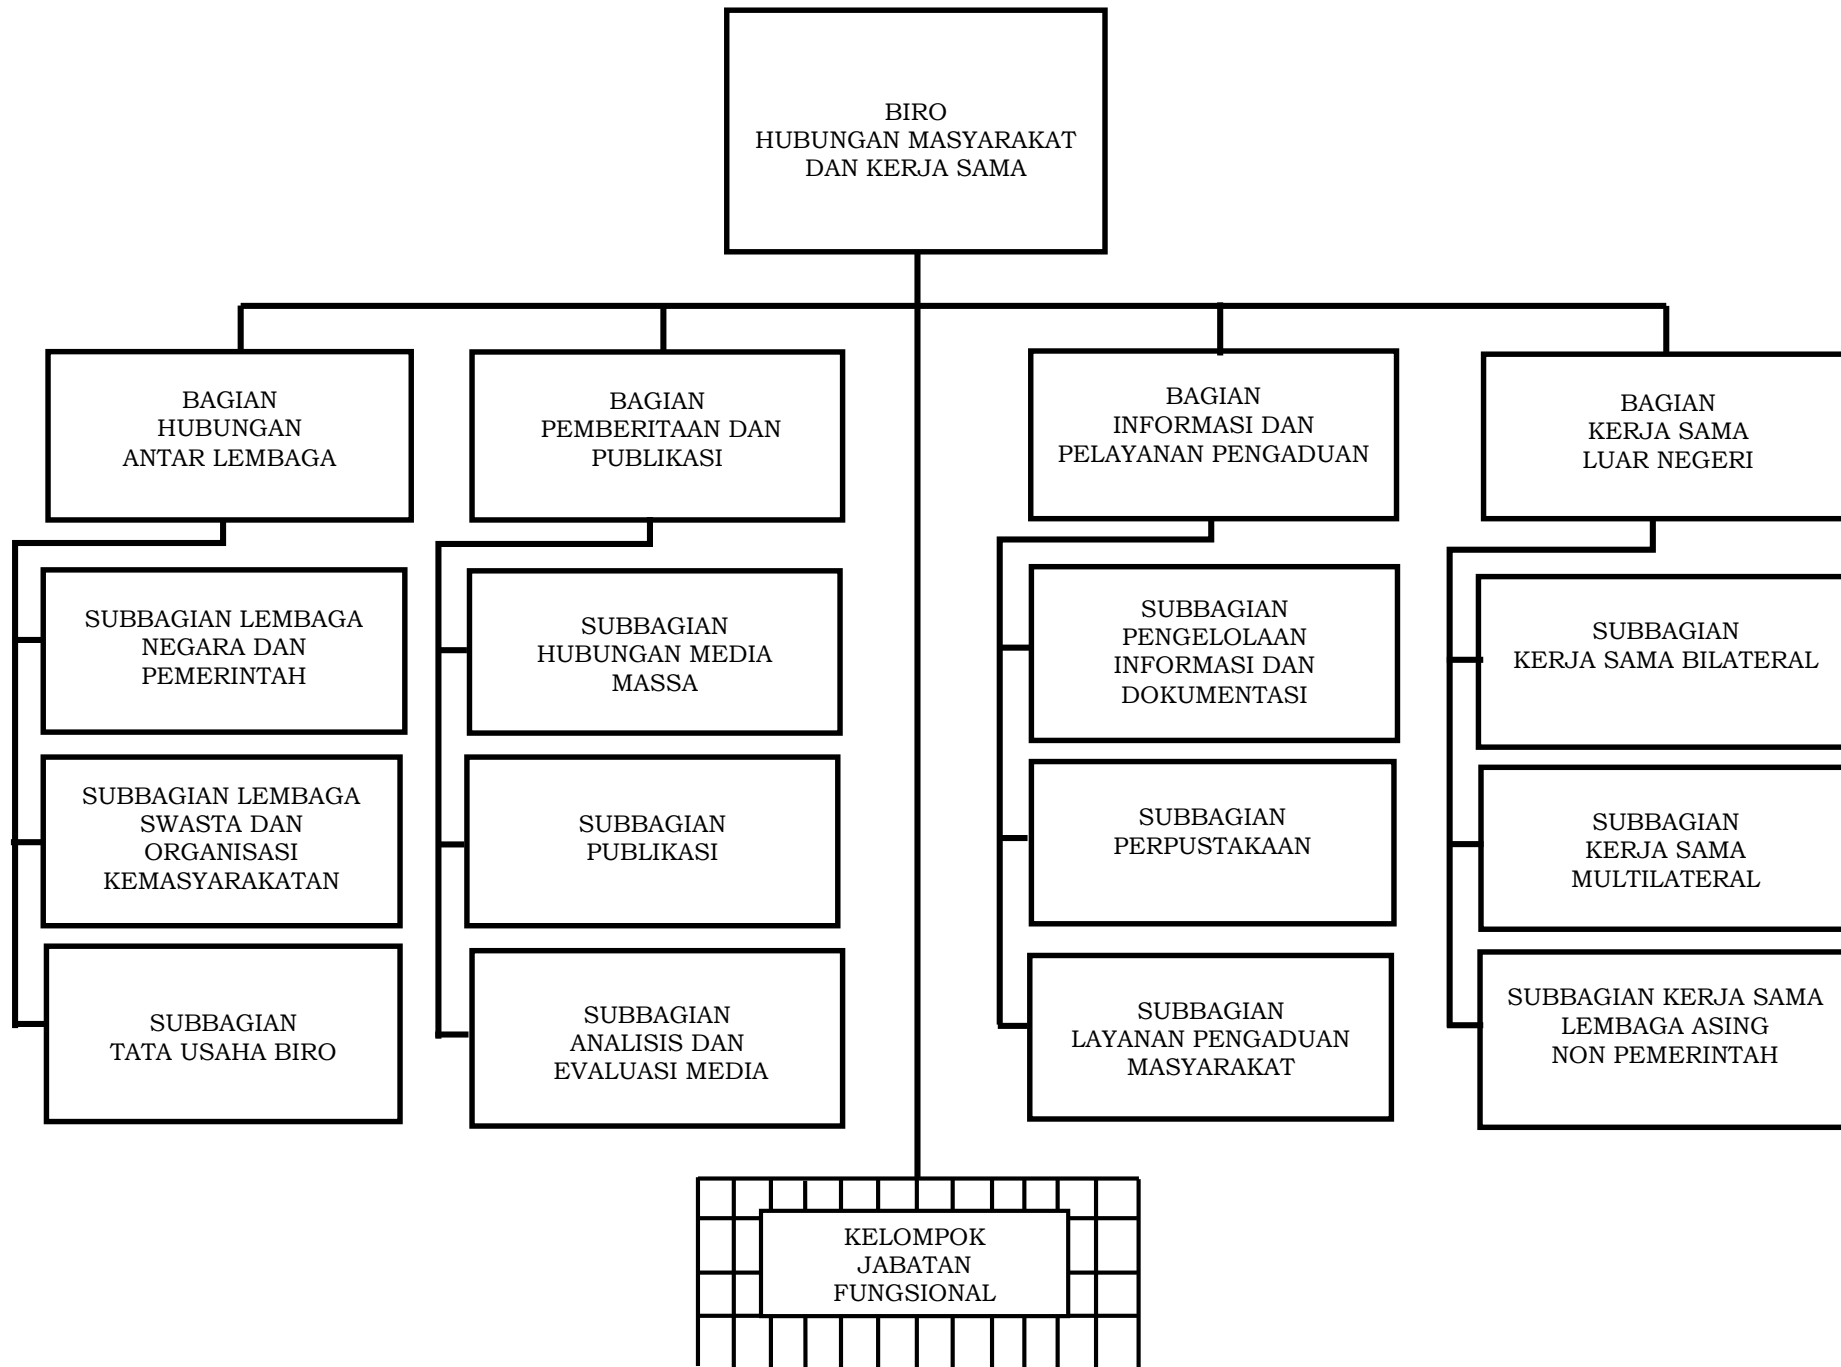 BIRO
HUBUNGAN MASYARAKAT
DAN KERJA SAMA
BAGIAN
HUBUNGAN
ANTAR LEMBAGA
BAGIAN
PEMBERITAAN DAN
PUBLIKASI
BAGIAN
INFORMASI DAN
PELAYANAN PENGADUAN
BAGIAN
KERJA SAMA
LUAR NEGERI
SUBBAGIAN LEMBAGA
NEGARA DAN
PEMERINTAH
SUBBAGIAN
HUBUNGAN MEDIA
MASSA
SUBBAGIAN
PENGELOLAAN
INFORMASI DAN
DOKUMENTASI
SUBBAGIAN
KERJA SAMA BILATERAL
SUBBAGIAN LEMBAGA
SWASTA DAN
ORGANISASI
KEMASYARAKATAN
SUBBAGIAN
PUBLIKASI
SUBBAGIAN
PERPUSTAKAAN
SUBBAGIAN
KERJA SAMA
MULTILATERAL
SUBBAGIAN
TATA USAHA BIRO
SUBBAGIAN
ANALISIS DAN
EVALUASI MEDIA
SUBBAGIAN
LAYANAN PENGADUAN
MASYARAKAT
SUBBAGIAN KERJA SAMA
LEMBAGA ASING
NON PEMERINTAH
KELOMPOK
JABATAN
FUNGSIONAL